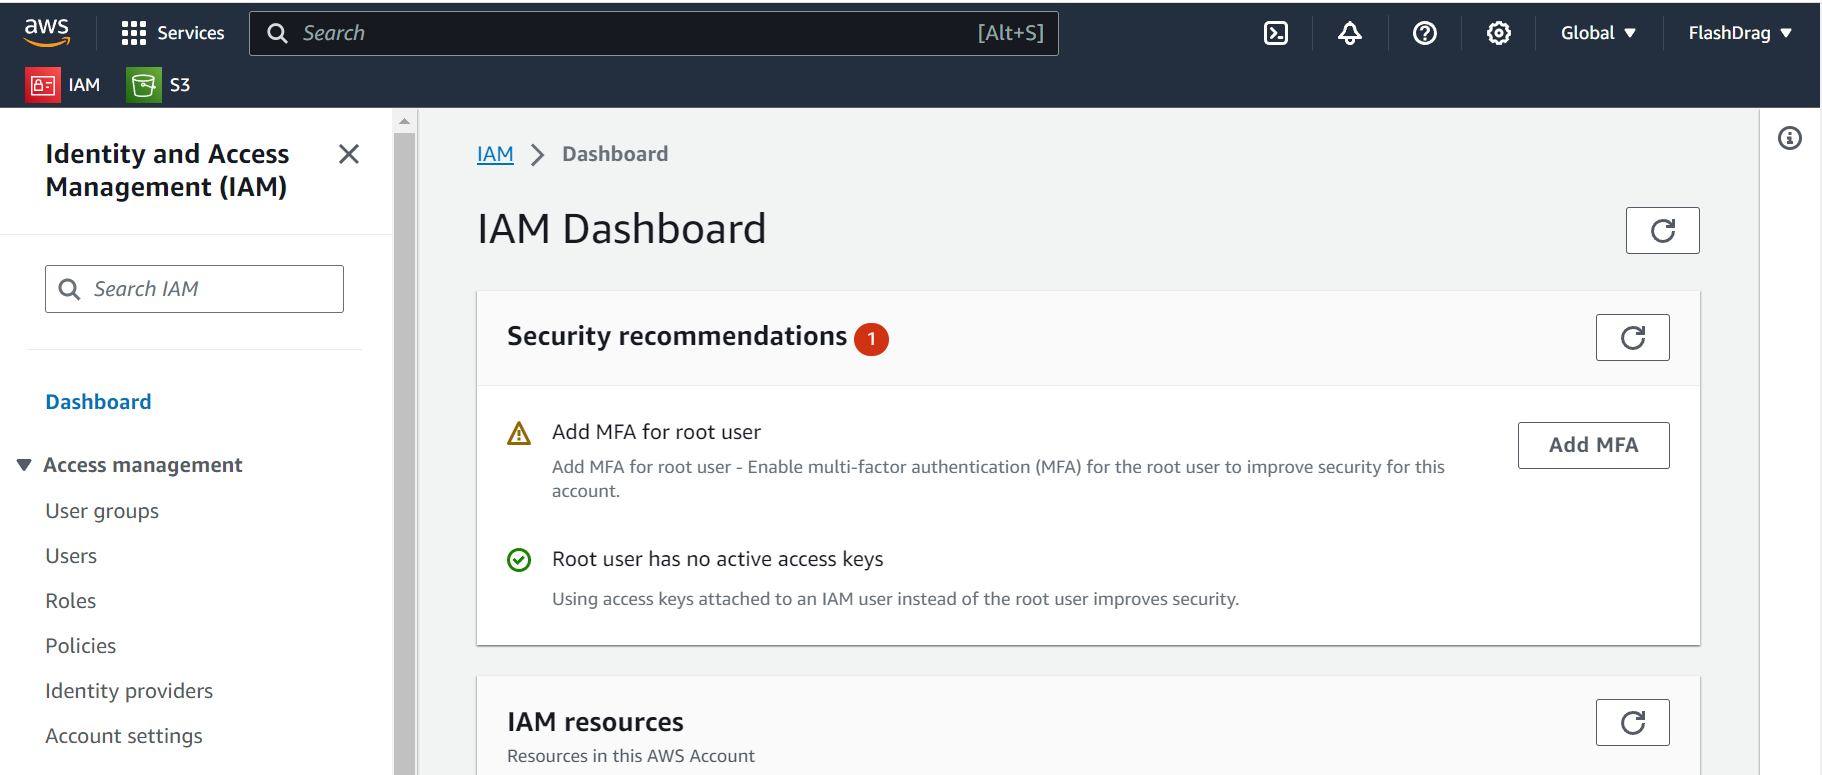 aws
Services
Search
[Alt+S]
Global
FlashDrag
IAM
S3
Identity and Access
Management (IAM)
Search IAM
Dashboard
Access management
User groups
Users
Roles
Policies
Identity providers
Account settings
IAM
Dashboard
IAM Dashboard
Security recommendations 1
Add MFA for root user
Add MFA for root user - Enable multi-factor authentication (MFA) for the root user to improve security for this
account.
Add MFA
Root user has no active access keys
Using access keys attached to an IAM user instead of the root user improves security.
IAM resources
Resources in this AWS Account